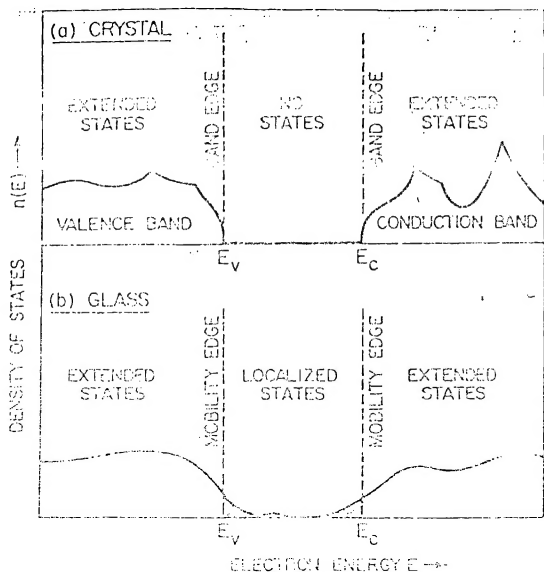 (a) CRYSTAL
EXTENDED
STATES
BAND EDGE
NO
STATES
BAND EDGE
EXTENDED
STATES
n(E) →
VALENCE BAND
CONDUCTION BAND
E_V
E_C
DENSITY OF STATES
(b) GLASS
EXTENDED
STATES
MOBILITY EDGE
LOCALIZED
STATES
MOBILITY EDGE
EXTENDED
STATES
E_V
E_C
ELECTRON ENERGY E →